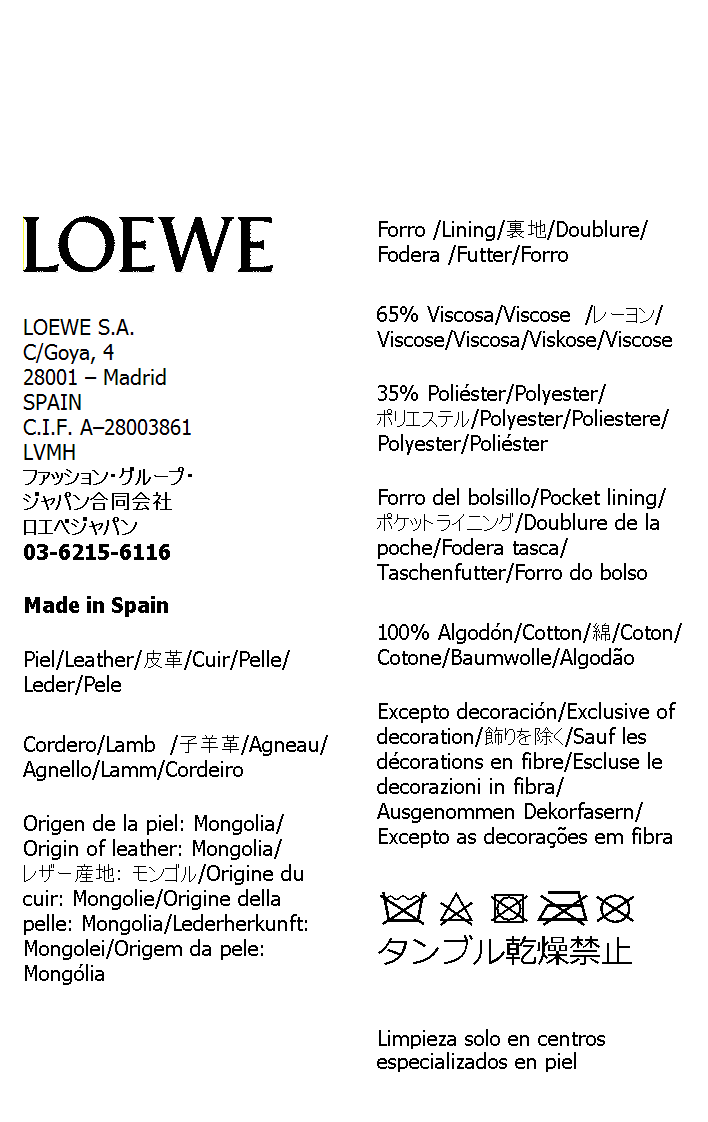 LOEWE
LOEWE S.A.
C/Goya, 4
28001 – Madrid
SPAIN
C.I.F. A–28003861
LVMH
ファッション・グループ・
ジャパン合同会社
ロエベジャパン
03-6215-6116
Made in Spain
Piel/Leather/皮革/Cuir/Pelle/
Leder/Pele
Cordero/Lamb /子羊革/Agneau/
Agnello/Lamm/Cordeiro
Origen de la piel: Mongolia/
Origin of leather: Mongolia/
レザー産地: モンゴル/Origine du
cuir: Mongolie/Origine della
pelle: Mongolia/Lederherkunft:
Mongolei/Origem da pele:
Mongólia
Forro /Lining/裏地/Doublure/
Fodera /Futter/Forro
65% Viscosa/Viscose /レーヨン/
Viscose/Viscosa/Viskose/Viscose
35% Poliéster/Polyester/
ポリエステル/Polyester/Poliestere/
Polyester/Poliéster
Forro del bolsillo/Pocket lining/
ポケットライニング/Doublure de la
poche/Fodera tasca/
Taschenfutter/Forro do bolso
100% Algodón/Cotton/綿/Coton/
Cotone/Baumwolle/Algodão
Excepto decoración/Exclusive of
decoration/飾りを除く/Sauf les
décorations en fibre/Escluse le
decorazioni in fibra/
Ausgenommen Dekorfasern/
Excepto as decorações em fibra
タンブル乾燥禁止
Limpieza solo en centros
especializados en piel